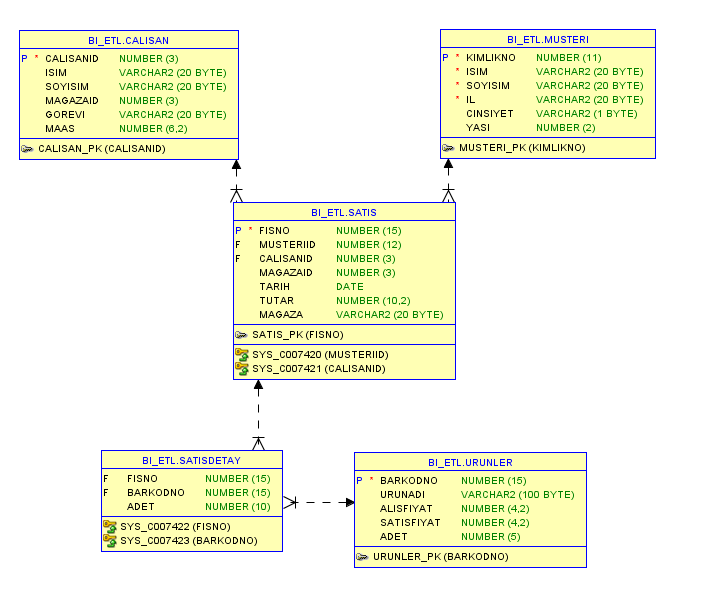 BI_ETL.CALISAN
P * CALISANID NUMBER (3)
ISIM VARCHAR2 (20 BYTE)
SOYISIM VARCHAR2 (20 BYTE)
MAGAZAID NUMBER (3)
GOREVI VARCHAR2 (20 BYTE)
MAAS NUMBER (6,2)
CALISAN_PK (CALISANID)
BI_ETL.MUSTERI
P * KIMLIKNO NUMBER (11)
* ISIM VARCHAR2 (20 BYTE)
* SOYISIM VARCHAR2 (20 BYTE)
* IL VARCHAR2 (20 BYTE)
CINSIYET VARCHAR2 (1 BYTE)
YASI NUMBER (2)
MUSTERI_PK (KIMLIKNO)
BI_ETL.SATIS
P * FISNO NUMBER (15)
F MUSTERIID NUMBER (12)
F CALISANID NUMBER (3)
MAGAZAID NUMBER (3)
TARIH DATE
TUTAR NUMBER (10,2)
MAGAZA VARCHAR2 (20 BYTE)
SATIS_PK (FISNO)
SYS_C007420 (MUSTERIID)
SYS_C007421 (CALISANID)
BI_ETL.SATISDETAY
F FISNO NUMBER (15)
F BARKODNO NUMBER (15)
ADET NUMBER (10)
SYS_C007422 (FISNO)
SYS_C007423 (BARKODNO)
BI_ETL.URUNLER
P * BARKODNO NUMBER (15)
URUNADI VARCHAR2 (100 BYTE)
ALISFIYAT NUMBER (4,2)
SATISFIYAT NUMBER (4,2)
ADET NUMBER (5)
URUNLER_PK (BARKODNO)